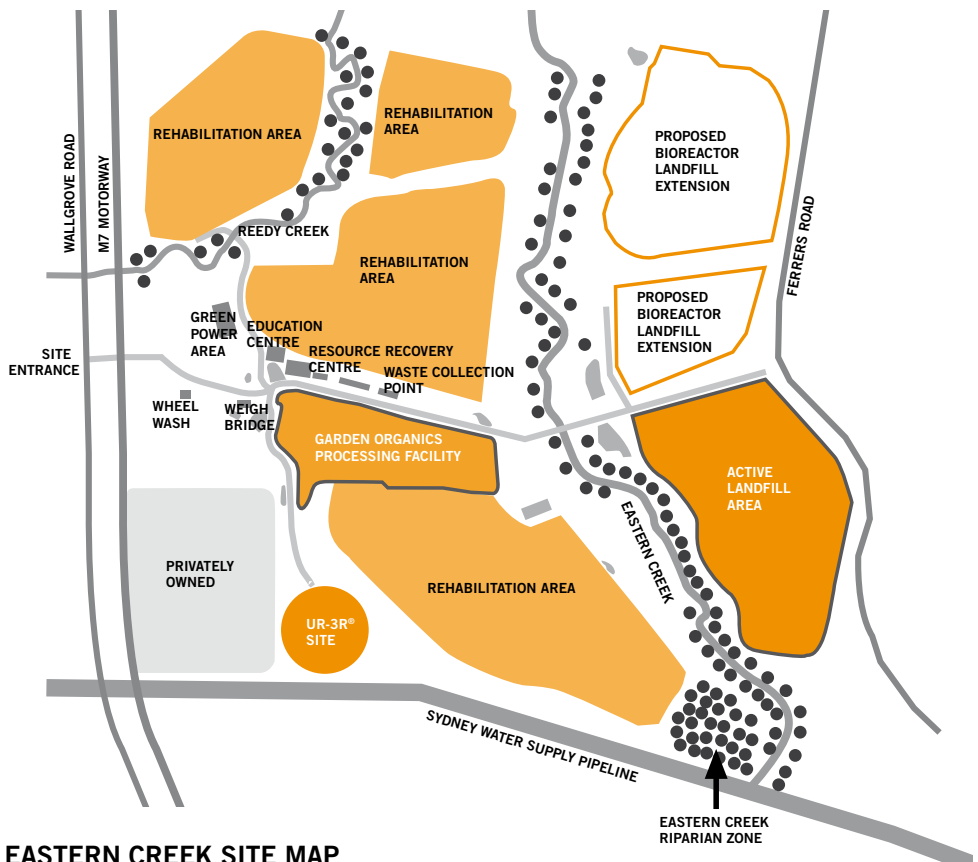 REHABILITATION AREA
REHABILITATION
AREA
PROPOSED
BIOREACTOR
LANDFILL
EXTENSION
WALLGROVE ROAD
M7 MOTORWAY
FERRERS ROAD
REEDY CREEK
REHABILITATION
AREA
PROPOSED
BIOREACTOR
LANDFILL
EXTENSION
GREEN
POWER
AREA
EDUCATION
CENTRE
RESOURCE RECOVERY
CENTRE
WASTE COLLECTION
POINT
SITE
ENTRANCE
WHEEL
WASH
WEIGH
BRIDGE
GARDEN ORGANICS
PROCESSING FACILITY
ACTIVE
LANDFILL
AREA
EASTERN CREEK
PRIVATELY
OWNED
REHABILITATION AREA
UR-3R®
SITE
SYDNEY WATER SUPPLY PIPELINE
EASTERN CREEK
RIPARIAN ZONE
EASTERN CREEK SITE MAP